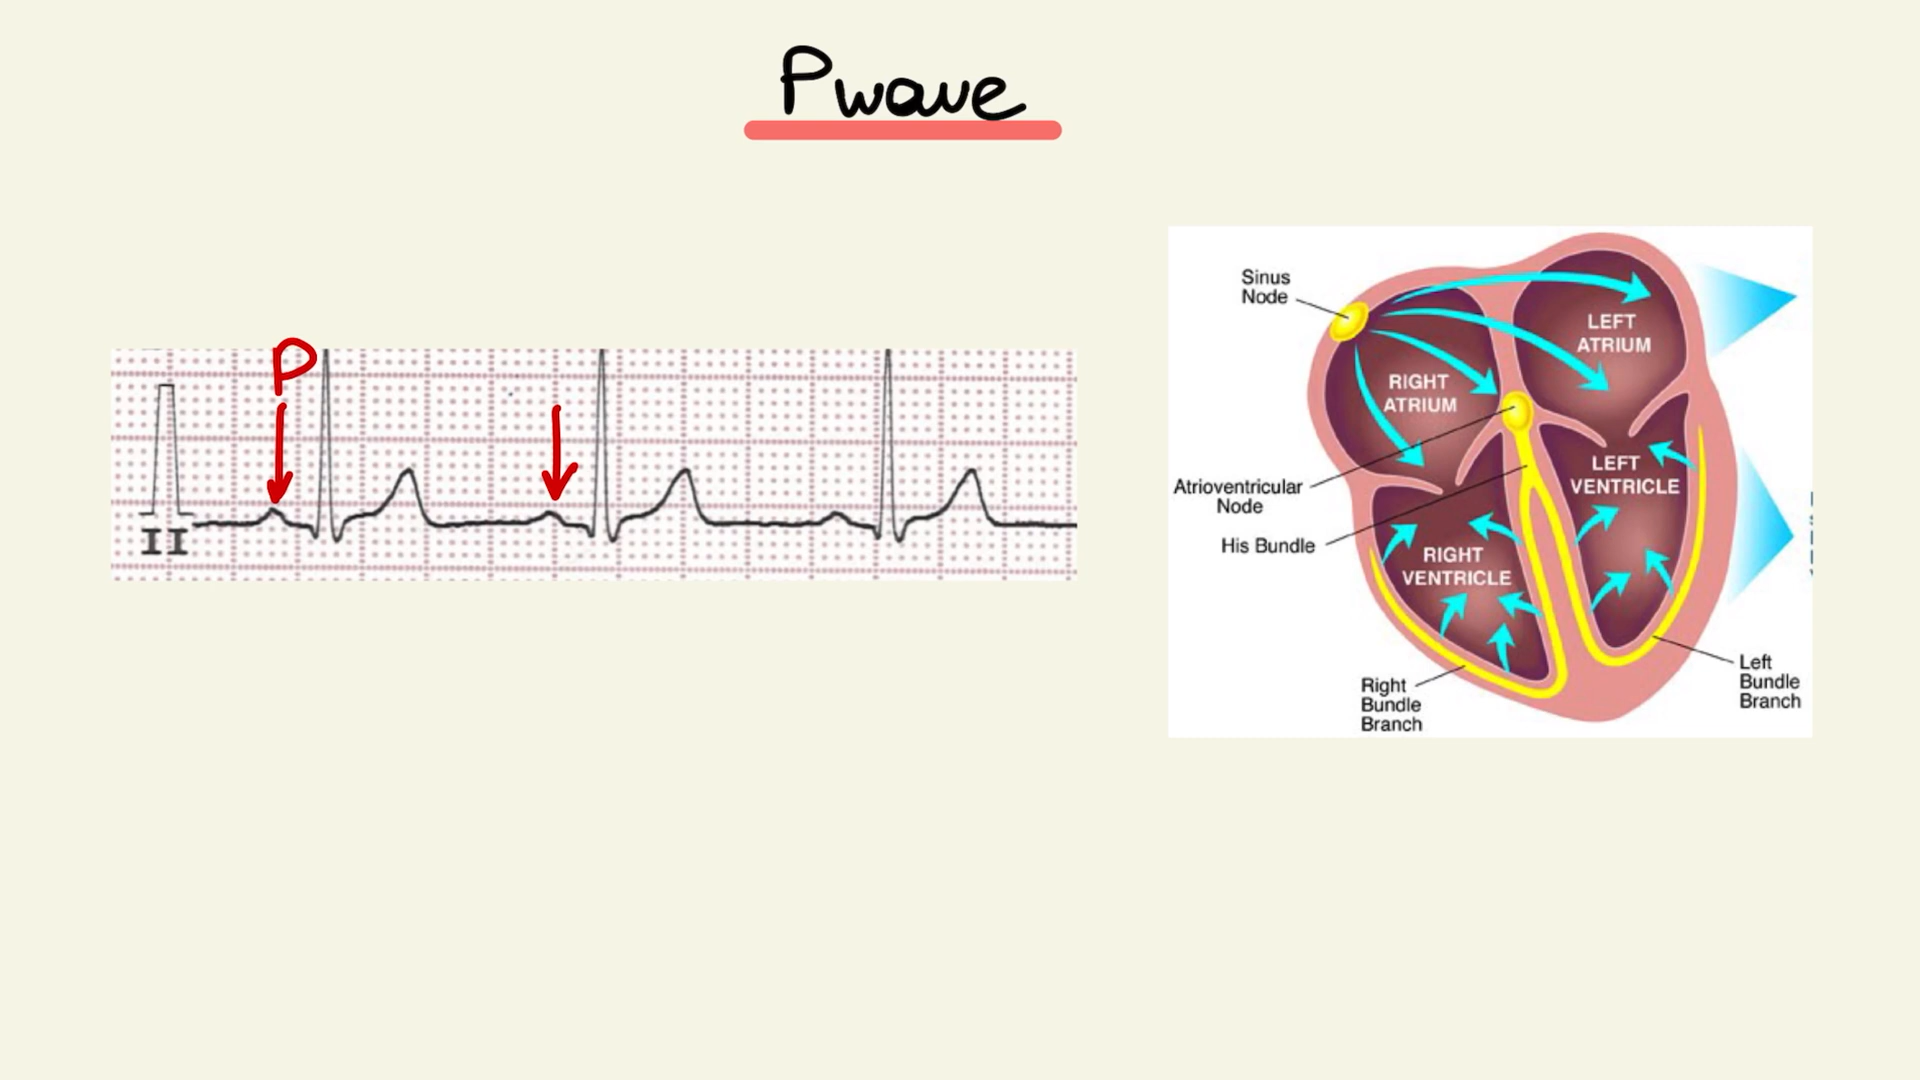 P wave
P
II
Sinus
Node
LEFT
ATRIUM
RIGHT
ATRIUM
Atrioventricular
Node
His Bundle
LEFT
VENTRICLE
RIGHT
VENTRICLE
Right
Bundle
Branch
Left
Bundle
Branch